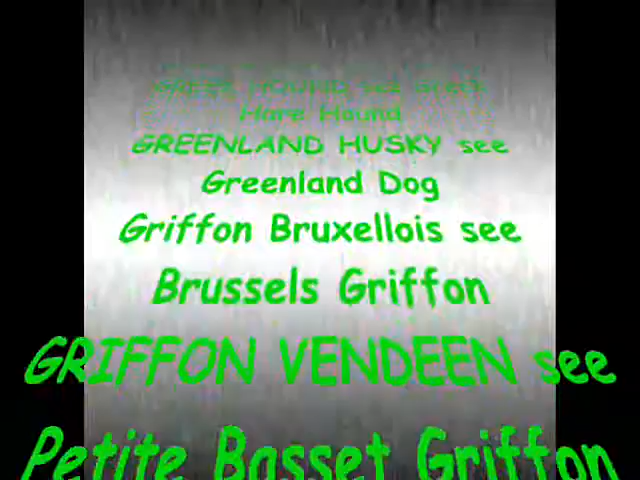 GREEK HOUND see Greek
Hare Hound
GREENLAND HUSKY see
Greenland Dog
Griffon Bruxellois see
Brussels Griffon
GRIFFON VENDEEN see
Petite Basset Griffon